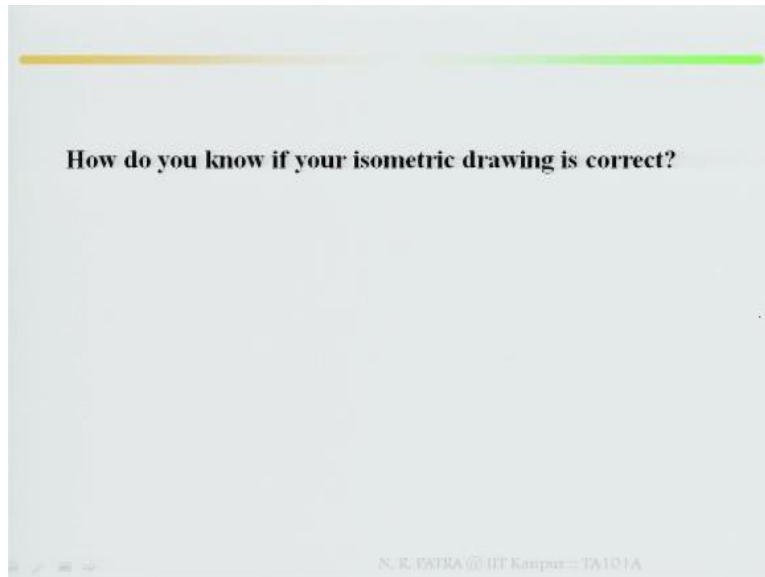 How do you know if your isometric drawing is correct?
N. R. PATRA @ IIT Kanpur :: TA101A